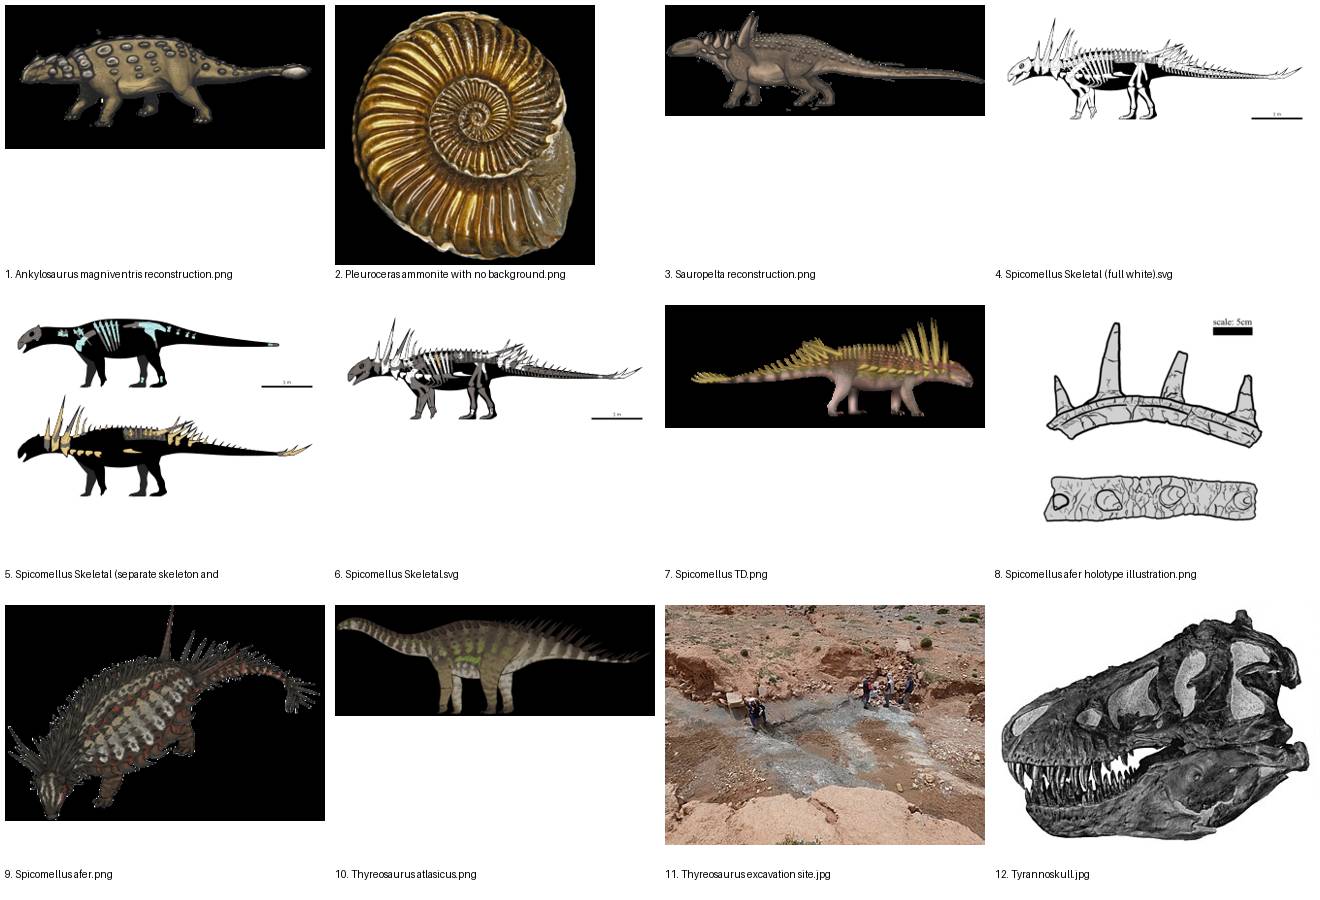 1. Ankylosaurus magniventris reconstruction.png
2. Pleuroceras ammonite with no background.png
3. Sauropelta reconstruction.png
1 m
4. Spicomellus Skeletal (full white).svg
1 m
5. Spicomellus Skeletal (separate skeleton and
1 m
6. Spicomellus Skeletal.svg
7. Spicomellus TD.png
scale: 5cm
8. Spicomellus afer holotype illustration.png
9. Spicomellus afer.png
10. Thyreosaurus atlasicus.png
11. Thyreosaurus excavation site.jpg
12. Tyrannoskull.jpg